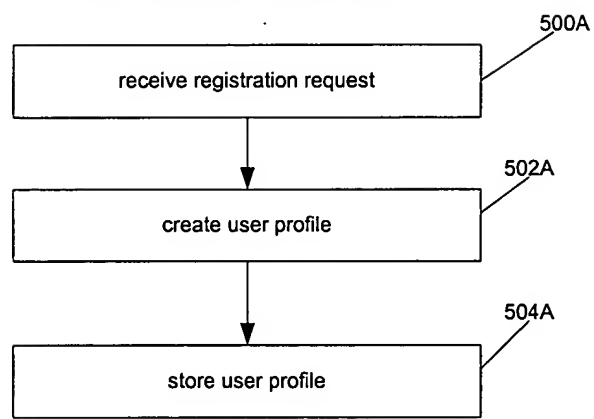 500A
receive registration request
502A
create user profile
504A
store user profile